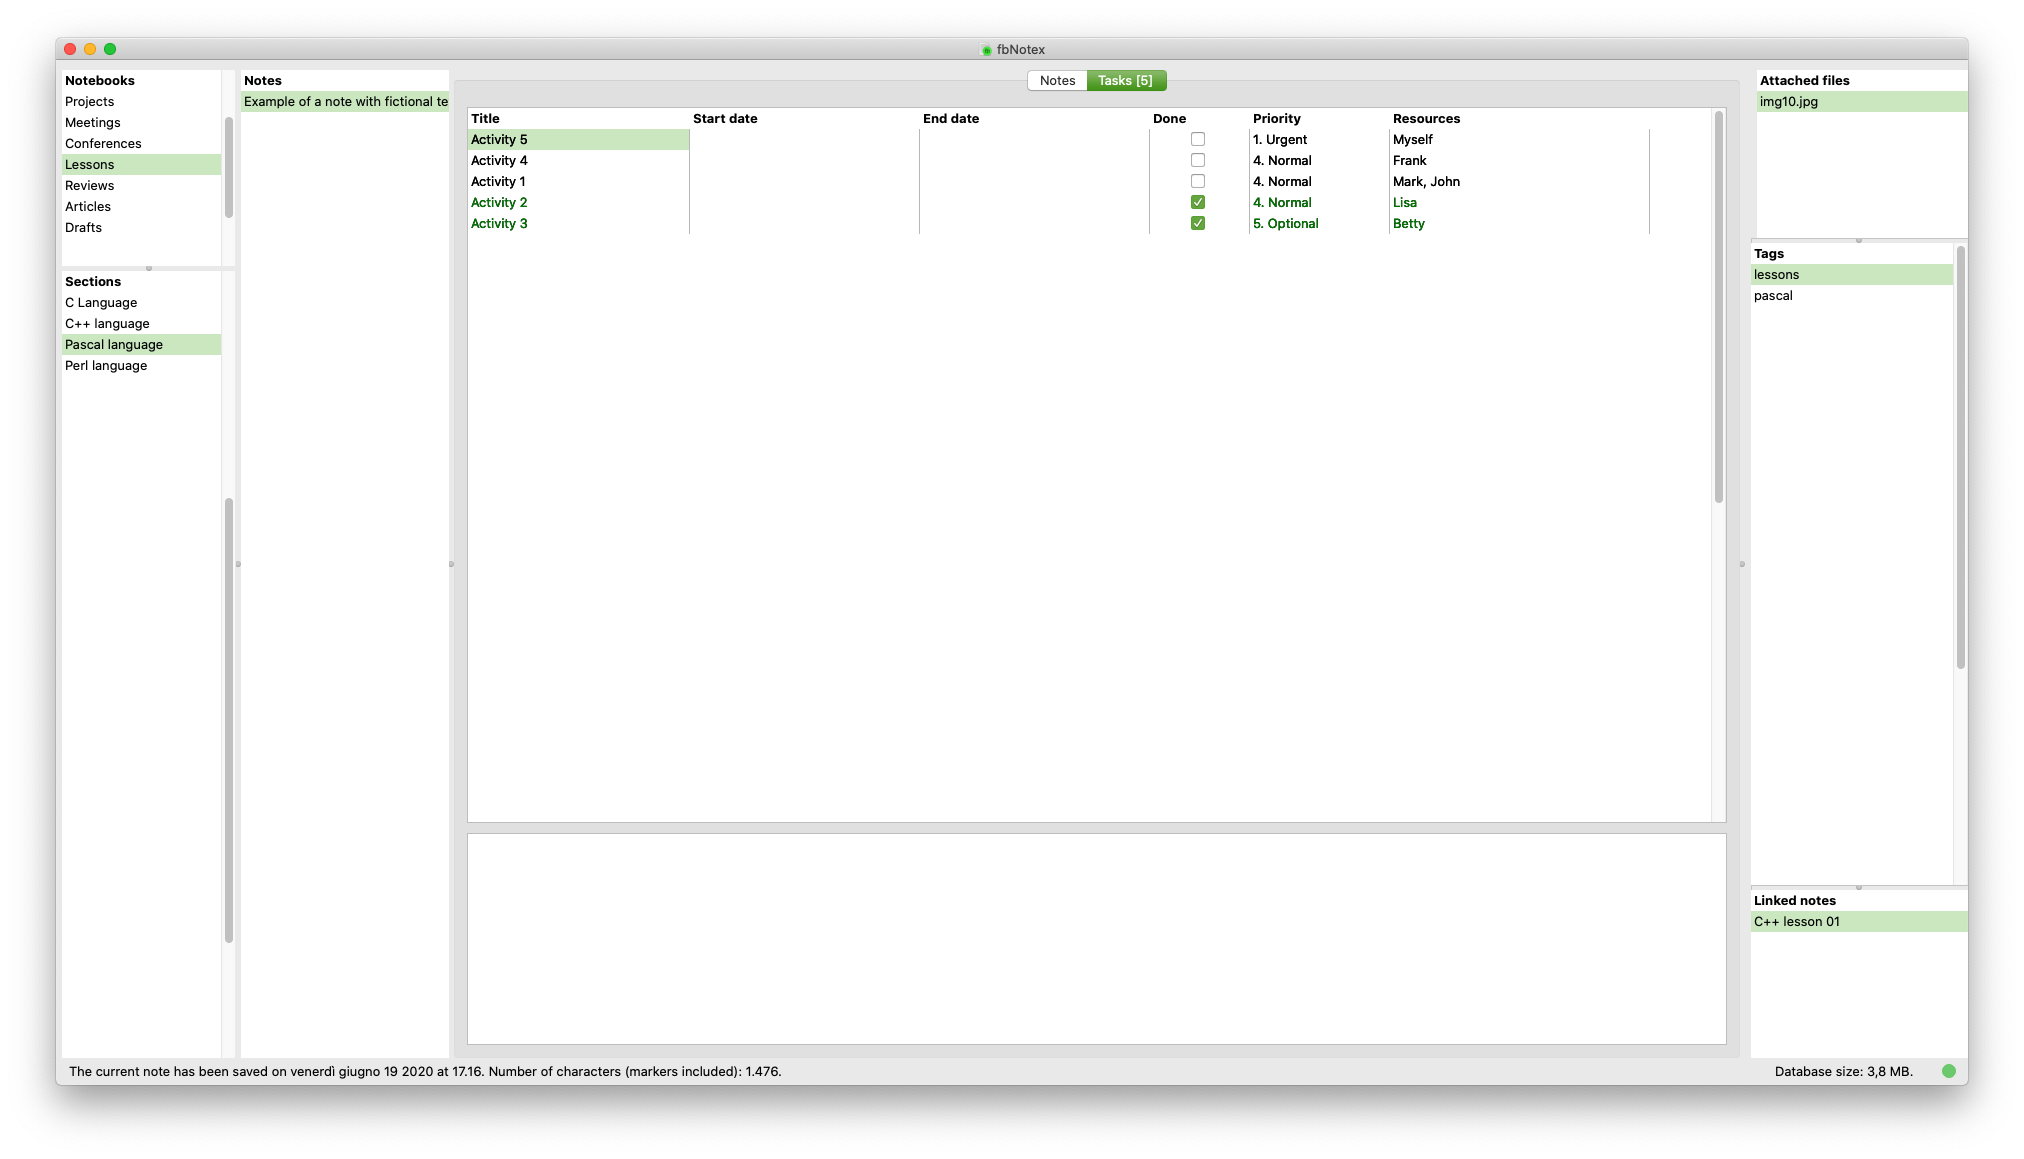 fbNotex
Notebooks
Projects
Meetings
Conferences
Lessons
Reviews
Articles
Drafts
Sections
C Language
C++ language
Pascal language
Perl language
Notes
Example of a note with fictional te
Notes
Tasks [5]
Title Start date End date Done Priority Resources
Activity 5 1. Urgent Myself
Activity 4 4. Normal Frank
Activity 1 4. Normal Mark, John
Activity 2 4. Normal Lisa
Activity 3 5. Optional Betty
Attached files
img10.jpg
Tags
lessons
pascal
Linked notes
C++ lesson 01
The current note has been saved on venerdì giugno 19 2020 at 17.16. Number of characters (markers included): 1.476.
Database size: 3,8 MB.